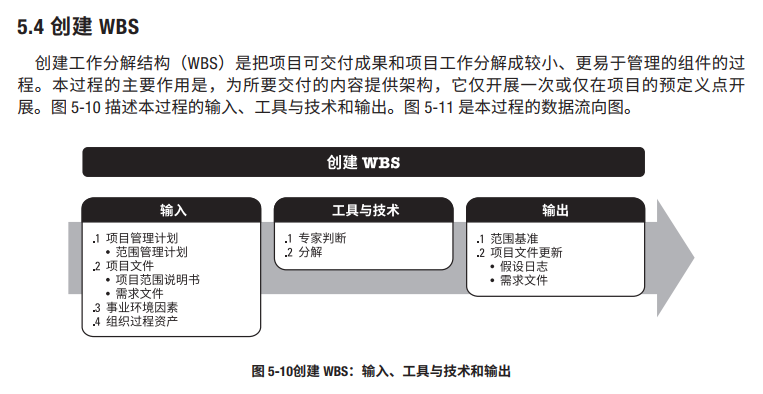 5.4 创建 WBS
创建工作分解结构（WBS）是把项目可交付成果和项目工作分解成较小、更易于管理的组件的过
程。本过程的主要作用是，为所要交付的内容提供架构，它仅开展一次或仅在项目的预定义点开
展。图 5-10 描述本过程的输入、工具与技术和输出。图 5-11 是本过程的数据流向图。
创建 WBS
输入
.1 项目管理计划
• 范围管理计划
.2 项目文件
• 项目范围说明书
• 需求文件
.3 事业环境因素
.4 组织过程资产
工具与技术
.1 专家判断
.2 分解
输出
.1 范围基准
.2 项目文件更新
• 假设日志
• 需求文件
图 5-10创建 WBS：输入、工具与技术和输出